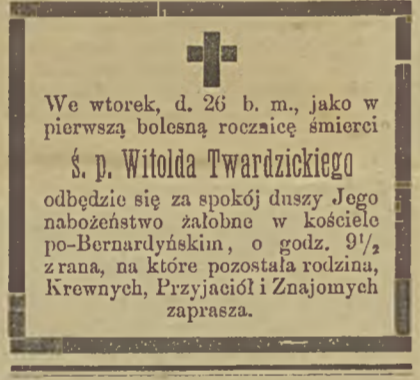 We wtorek, d. 26 b. m., jako w
pierwszą bolesną rocznicę śmierci
ś. p. Witolda Twardzickiego
odbędzie się za spokój duszy Jego
nabożeństwo żałobne w kościele
po-Bernardyńskim, o godz. 9½
zrana, na które pozostała rodzina,
Krewnych, Przyjaciół i Znajomych
zaprasza.